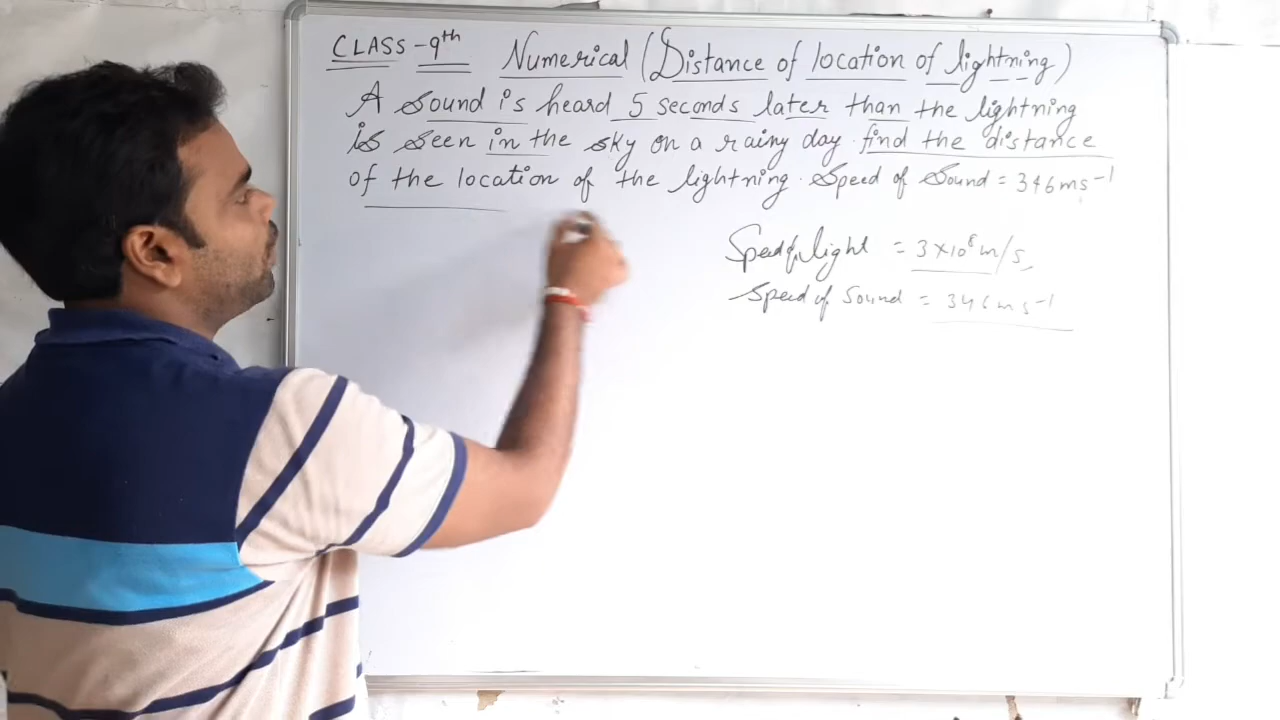 CLASS - 9th Numerical (Distance of location of lightning)
A sound is heard 5 seconds later than the lightning
is seen in the sky on a rainy day. find the distance
of the location of the lightning. Speed of Sound = 346 ms⁻¹
Speed of light = 3×10⁸ m/s,
Speed of Sound = 346 ms⁻¹